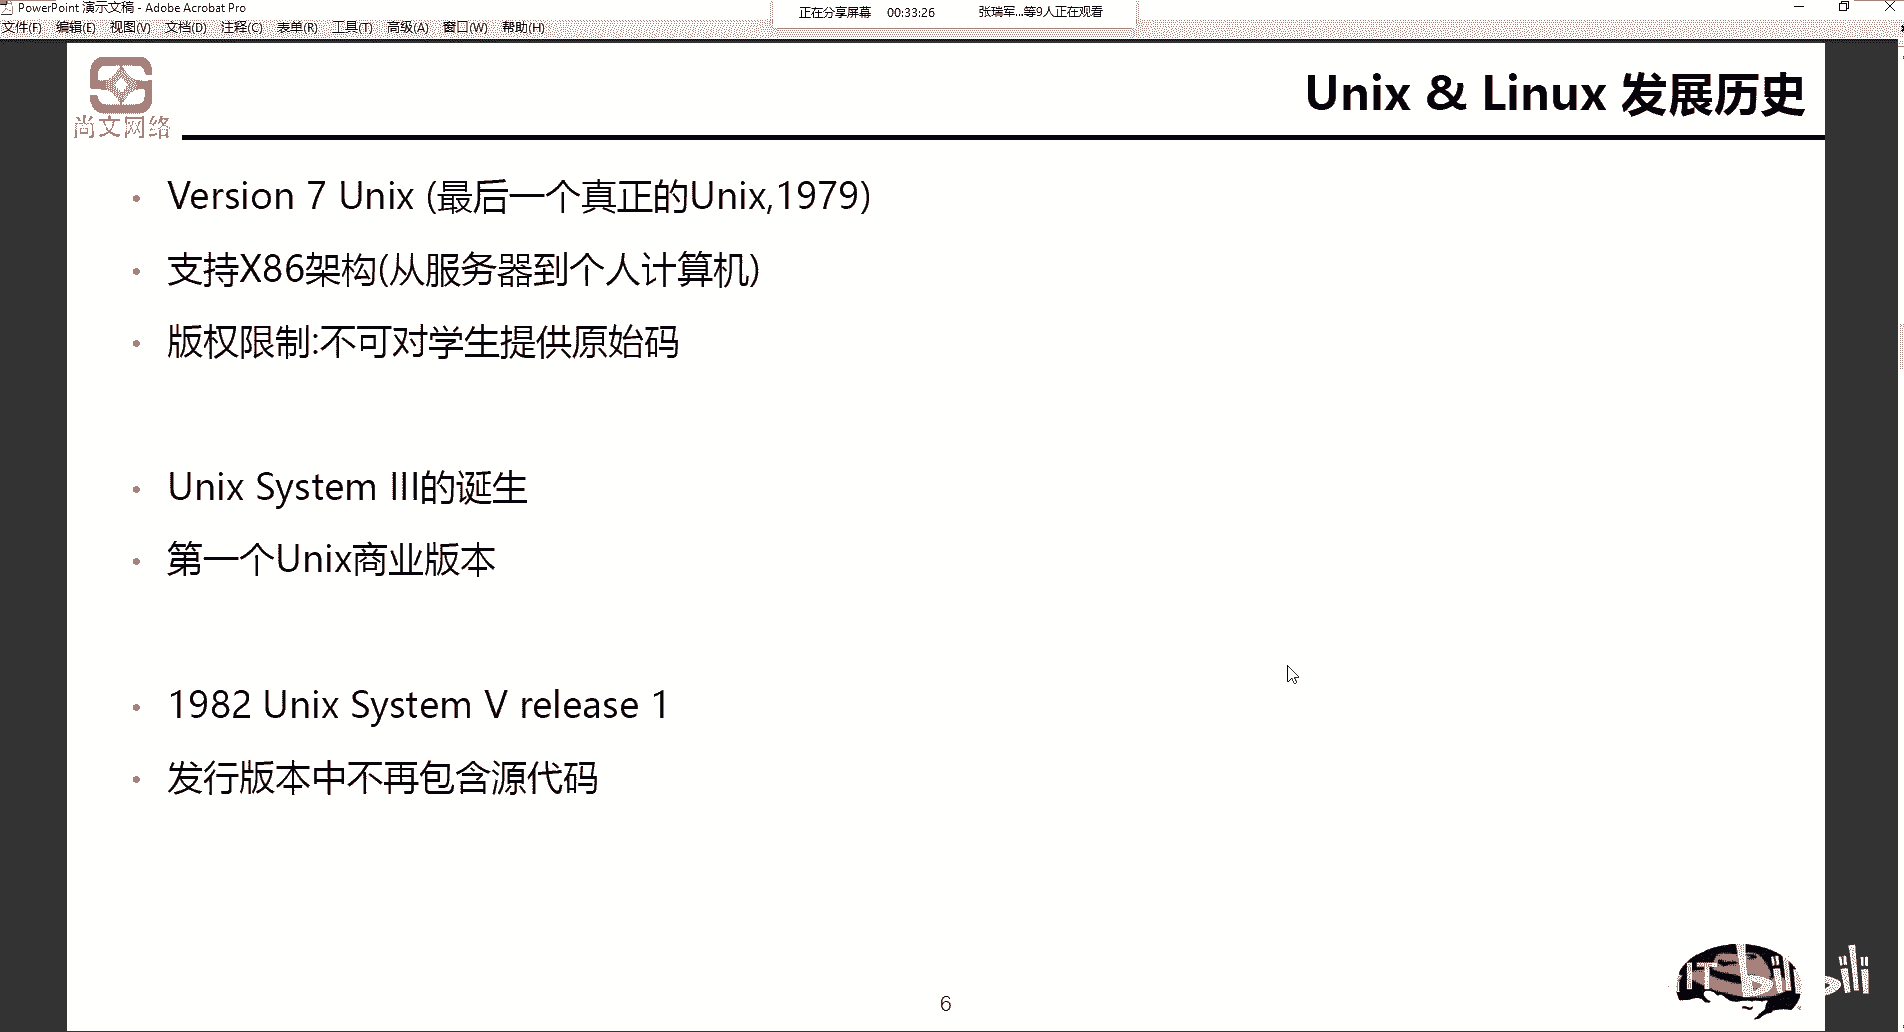 PowerPoint 演示文稿 - Adobe Acrobat Pro
正在分享屏幕 00:33:26 张瑞军...等9人正在观看
文件(F) 编辑(E) 视图(V) 文档(D) 注释(C) 表单(R) 工具(T) 高级(A) 窗口(W) 帮助(H)
尚文网络
Unix & Linux 发展历史
• Version 7 Unix (最后一个真正的Unix,1979)
• 支持X86架构(从服务器到个人计算机)
• 版权限制:不可对学生提供原始码
• Unix System III的诞生
• 第一个Unix商业版本
• 1982 Unix System V release 1
• 发行版本中不再包含源代码
IT bilibili
6